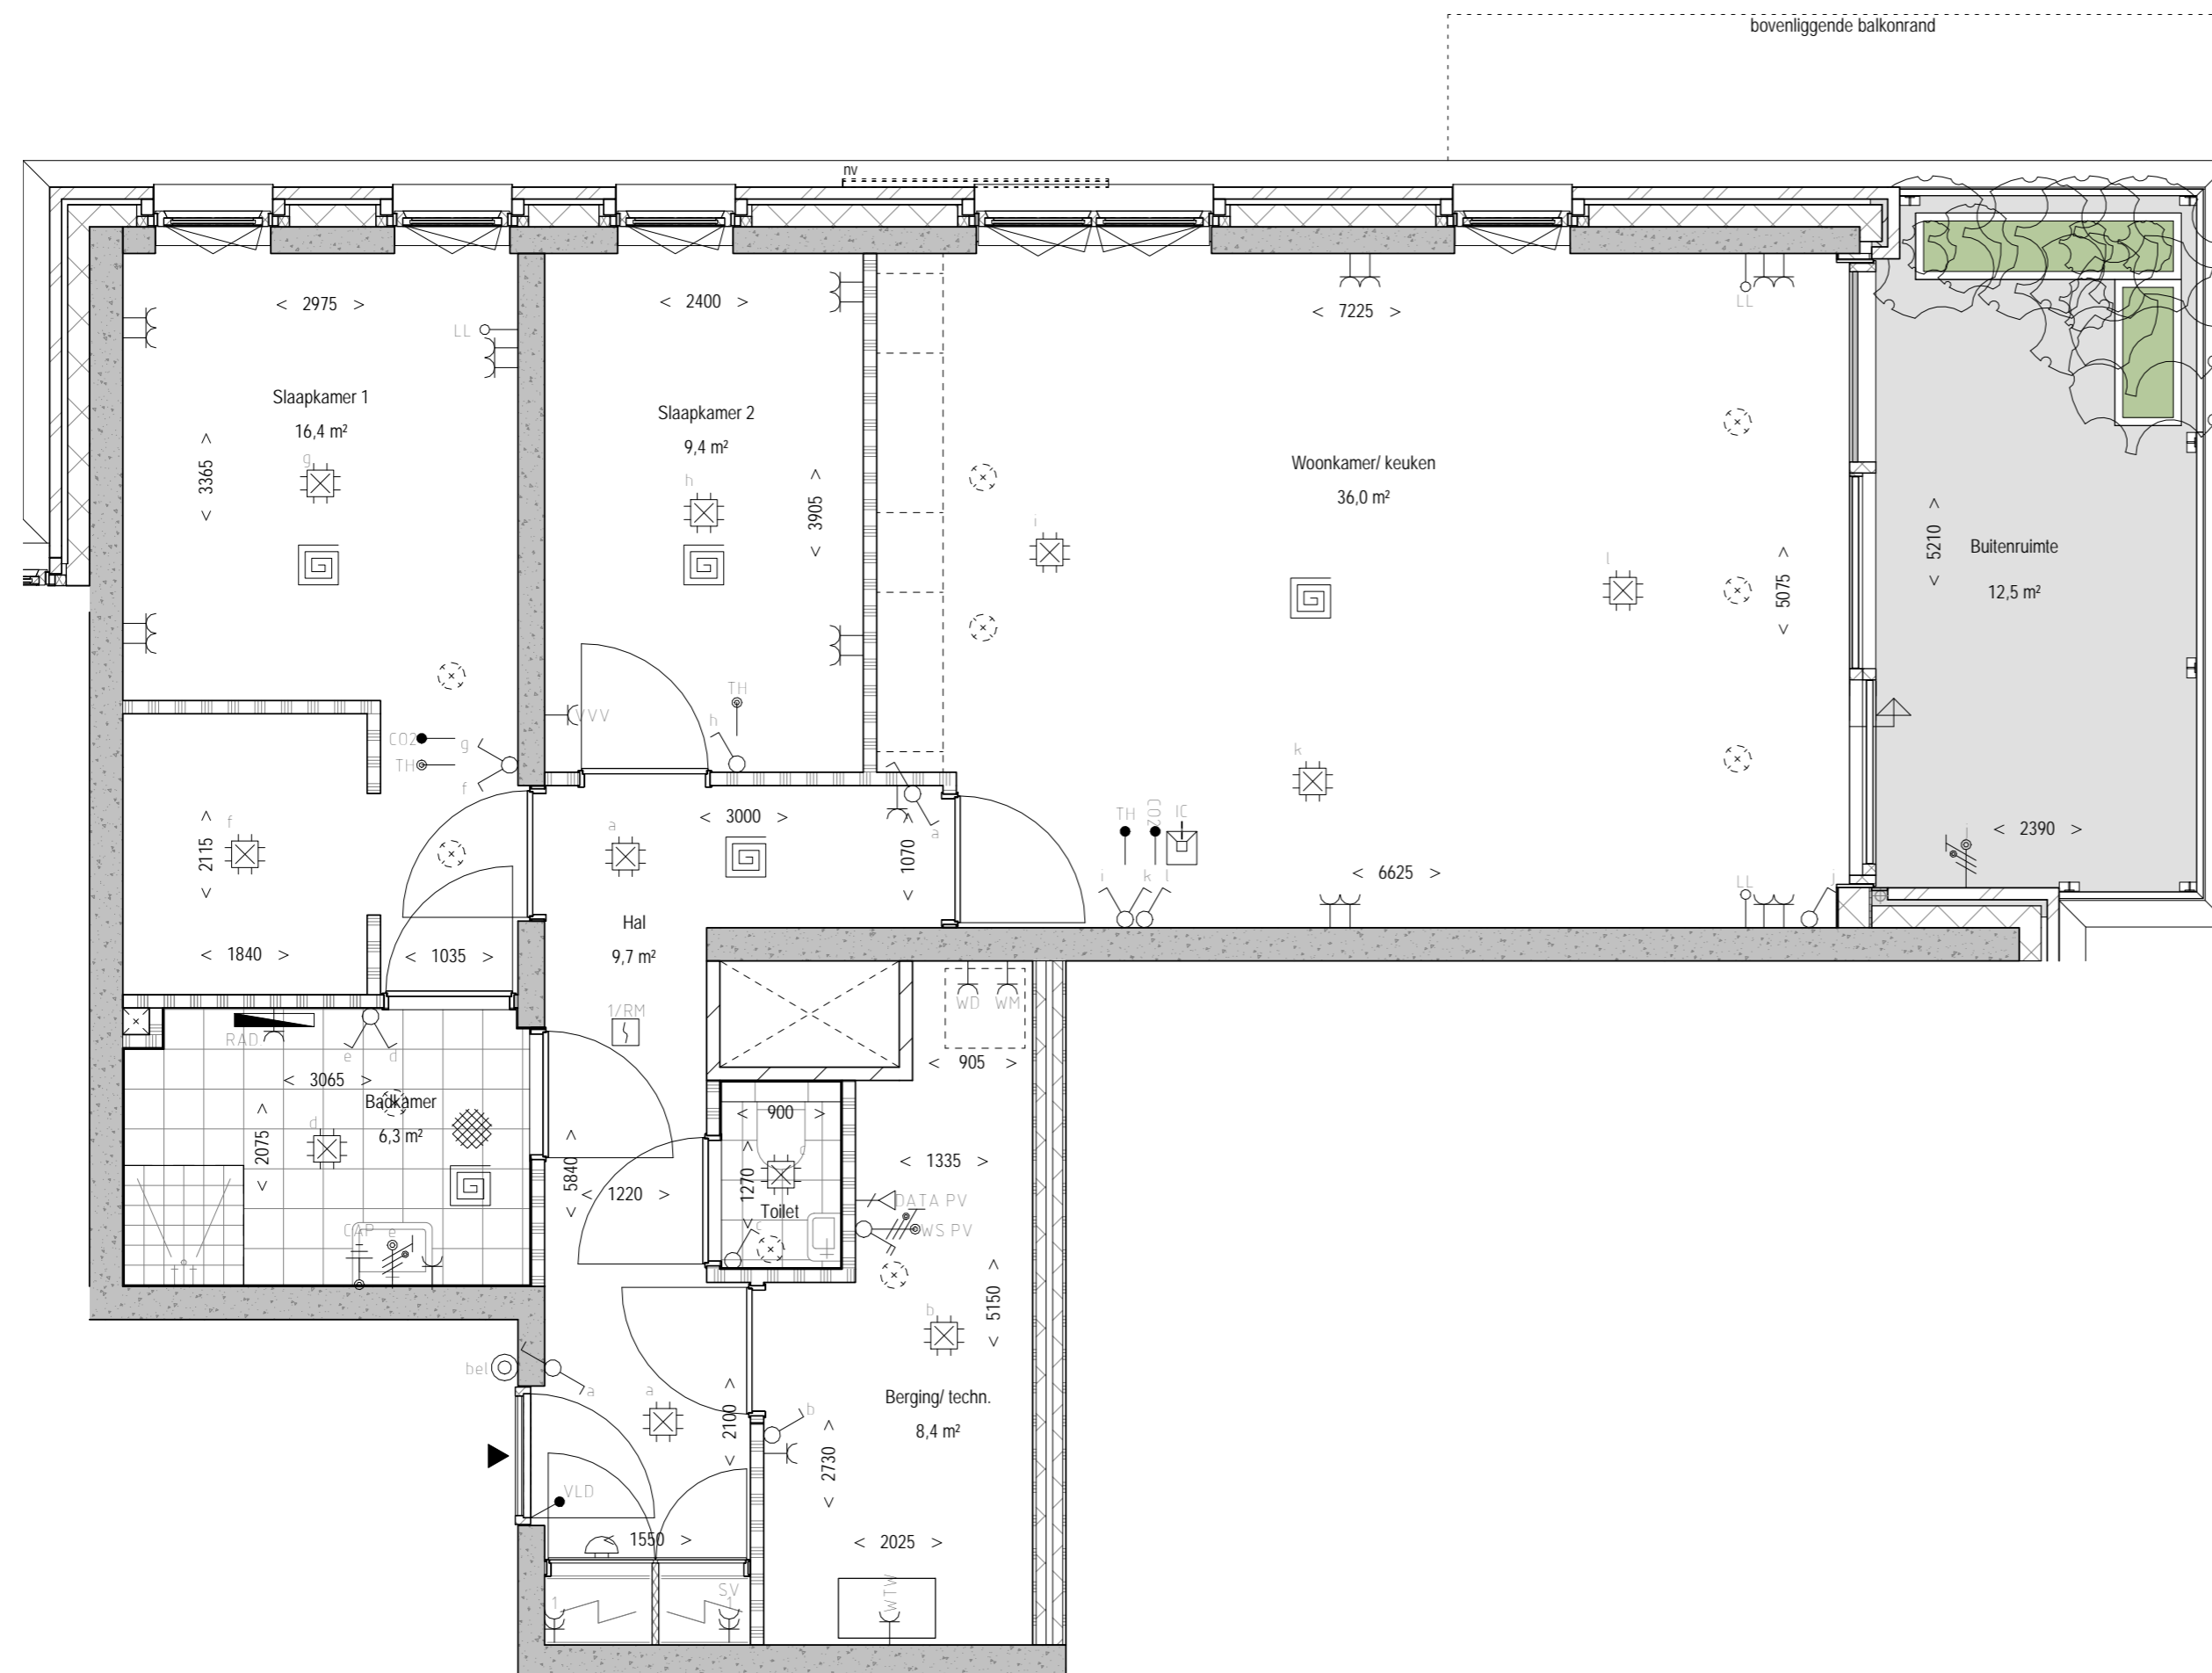 bovenliggende balkonrand
nv
< 2975 >
< 2400 >
< 7225 >
LL
LL
Slaapkamer 1
16,4 m²
g
Slaapkamer 2
9,4 m²
h
Woonkamer/ keuken
36,0 m²
i
l
< 3365 >
< 3905 >
< 5075 >
< 5210 >
Buitenruimte
12,5 m²
VVV
TH
h
CO2
TH
g
f
k
f
< 2115 >
a
< 3000 >
< 1070 >
a
TH
CO2
IC
i
k
l
< 6625 >
LL
j
j
< 2390 >
< 1840 >
< 1035 >
Hal
9,7 m²
1/RM
WD
WM
< 905 >
RAD
e
d
< 3065 >
Badkamer
6,3 m²
d
< 2075 >
CAP
e
< 5840 >
< 1220 >
< 900 >
c
< 1270 >
Toilet
c
< 1335 >
DATA PV
WS PV
< 5150 >
b
bel
a
a
< 2100 >
b
Berging/ techn.
8,4 m²
< 2730 >
VLD
< 1550 >
< 2025 >
1
SV
1
WTW